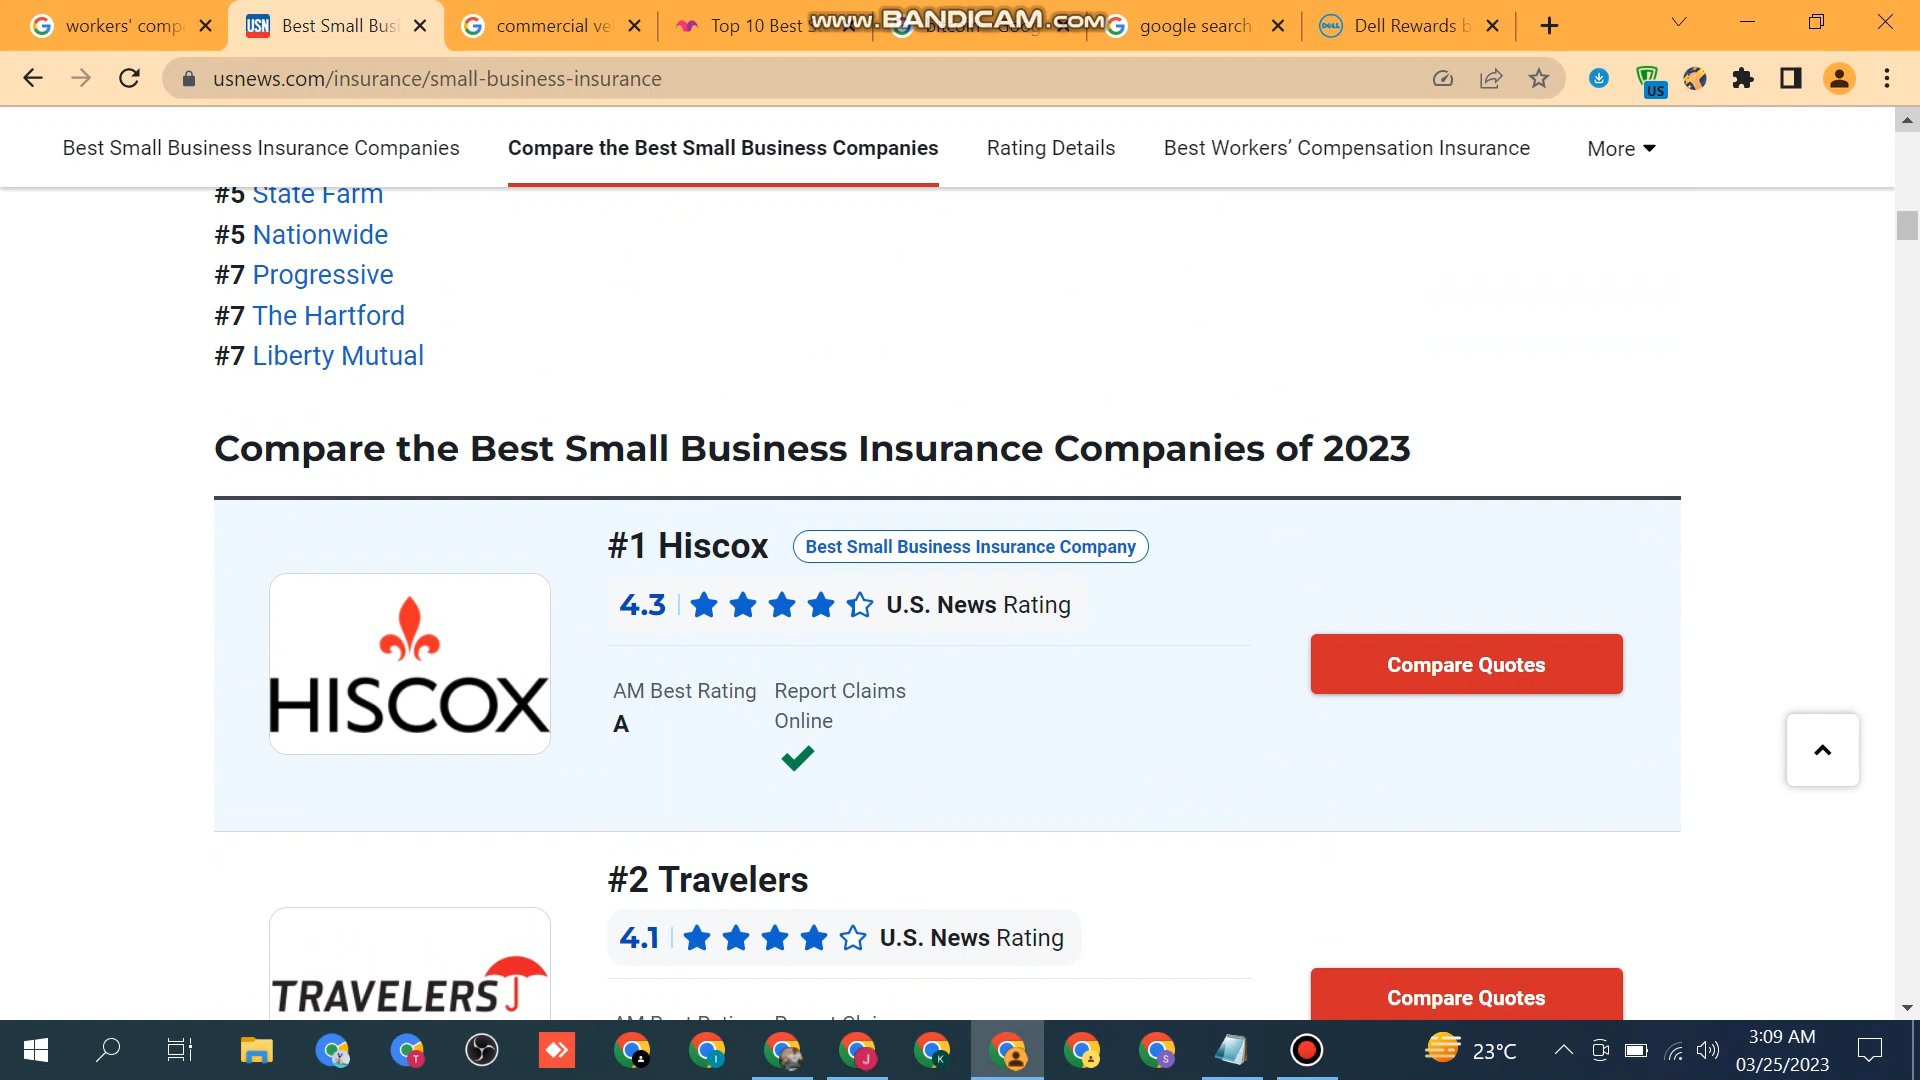 workers' comp
USN
Best Small Busi
commercial ve
Top 10 Best S
www.BANDICAM.com
google search
DELL
Dell Rewards b
usnews.com/insurance/small-business-insurance
US
Best Small Business Insurance Companies
Compare the Best Small Business Companies
Rating Details
Best Workers’ Compensation Insurance
More
#5 State Farm
#5 Nationwide
#7 Progressive
#7 The Hartford
#7 Liberty Mutual
Compare the Best Small Business Insurance Companies of 2023
#1 Hiscox
Best Small Business Insurance Company
4.3
U.S. News Rating
HISCOX
Compare Quotes
AM Best Rating
A
Report Claims
Online
#2 Travelers
4.1
U.S. News Rating
TRAVELERS
Compare Quotes
T
I
J
K
S
23°C
3:09 AM
03/25/2023